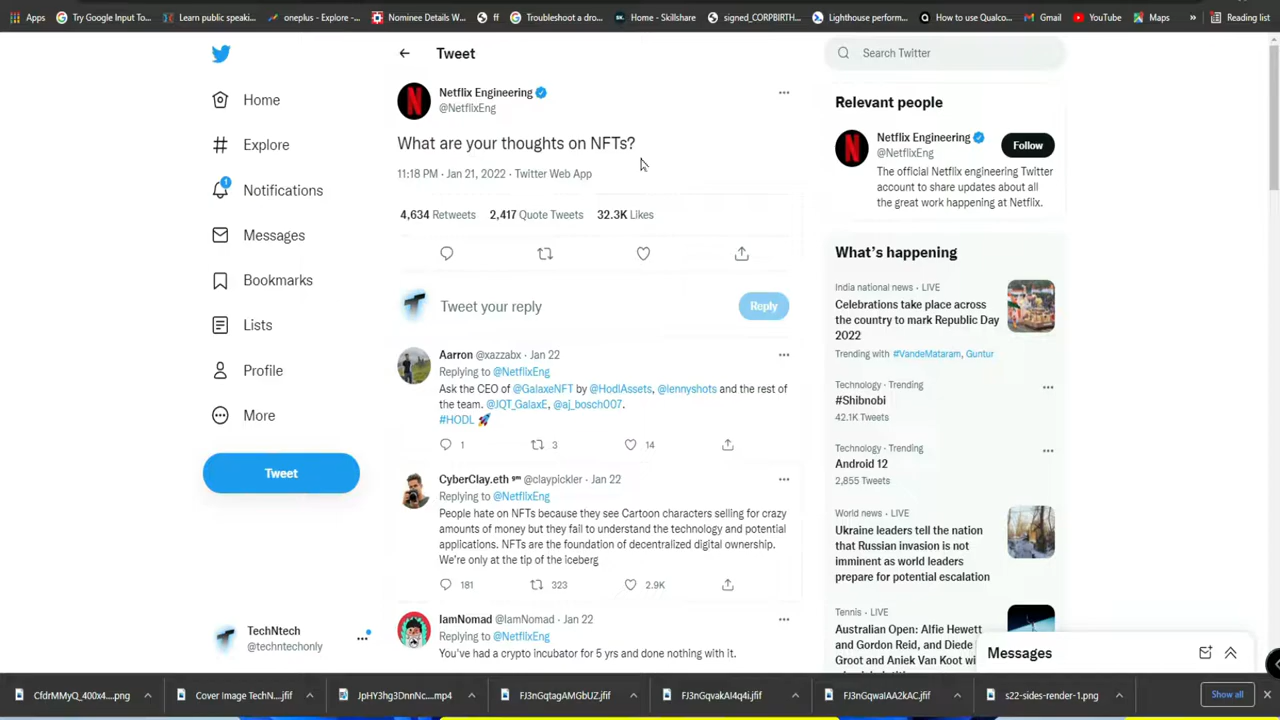 Apps
Try Google Input To...
Learn public speaki...
oneplus - Explore -...
Nominee Details W...
ff
Troubleshoot a dro...
Home - Skillshare
signed_CORPBIRTH...
Lighthouse perform...
How to use Qualco...
Gmail
YouTube
Maps
»
Reading list
Home
Explore
1
Notifications
Messages
Bookmarks
Lists
Profile
More
Tweet
TechNtech
@techntechonly
Tweet
Netflix Engineering
@NetflixEng
What are your thoughts on NFTs?
11:18 PM · Jan 21, 2022 · Twitter Web App
4,634 Retweets 2,417 Quote Tweets 32.3K Likes
Tweet your reply
Reply
Aarron @xazzabx · Jan 22
Replying to @NetflixEng
Ask the CEO of @GalaxeNFT by @HodlAssets, @lennyshots and the rest of
the team. @JQT_GalaxE, @aj_bosch007.
#HODL 🚀
1 3 14
CyberClay.eth @claypickler · Jan 22
Replying to @NetflixEng
People hate on NFTs because they see Cartoon characters selling for crazy
amounts of money but they fail to understand the technology and potential
applications. NFTs are the foundation of decentralized digital ownership.
We're only at the tip of the iceberg
181 323 2.9K
IamNomad @IamNomad · Jan 22
Replying to @NetflixEng
You've had a crypto incubator for 5 yrs and done nothing with it.
Search Twitter
Relevant people
Netflix Engineering
@NetflixEng
Follow
The official Netflix engineering Twitter
account to share updates about all
the great work happening at Netflix.
What's happening
India national news · LIVE
Celebrations take place across
the country to mark Republic Day
2022
Trending with #VandeMataram, Guntur
Technology · Trending
#Shibnobi
42.1K Tweets
Technology · Trending
Android 12
2,855 Tweets
World news · LIVE
Ukraine leaders tell the nation
that Russian invasion is not
imminent as world leaders
prepare for potential escalation
Tennis · LIVE
Australian Open: Alfie Hewett
and Gordon Reid, and Diede
Groot and Aniek Van Koot wi
Messages
CfdrMMyQ_400x4....png
Cover Image TechN....jfif
JpHY3hg3DnnNc....mp4
FJ3nGqtagAMGbUZ.jfif
FJ3nGqvakAI4q4i.jfif
FJ3nGqwaIAA2kAC.jfif
s22-sides-render-1.png
Show all